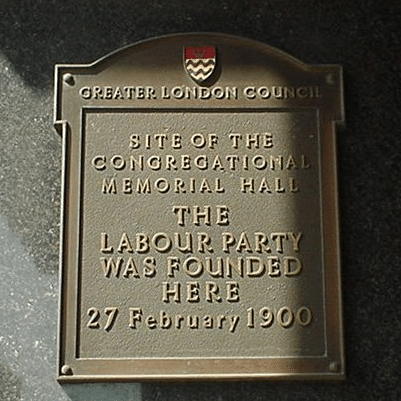 GREATER LONDON COUNCIL
SITE OF THE
CONGREGATIONAL
MEMORIAL HALL
THE
LABOUR PARTY
WAS FOUNDED
HERE
27 February 1900